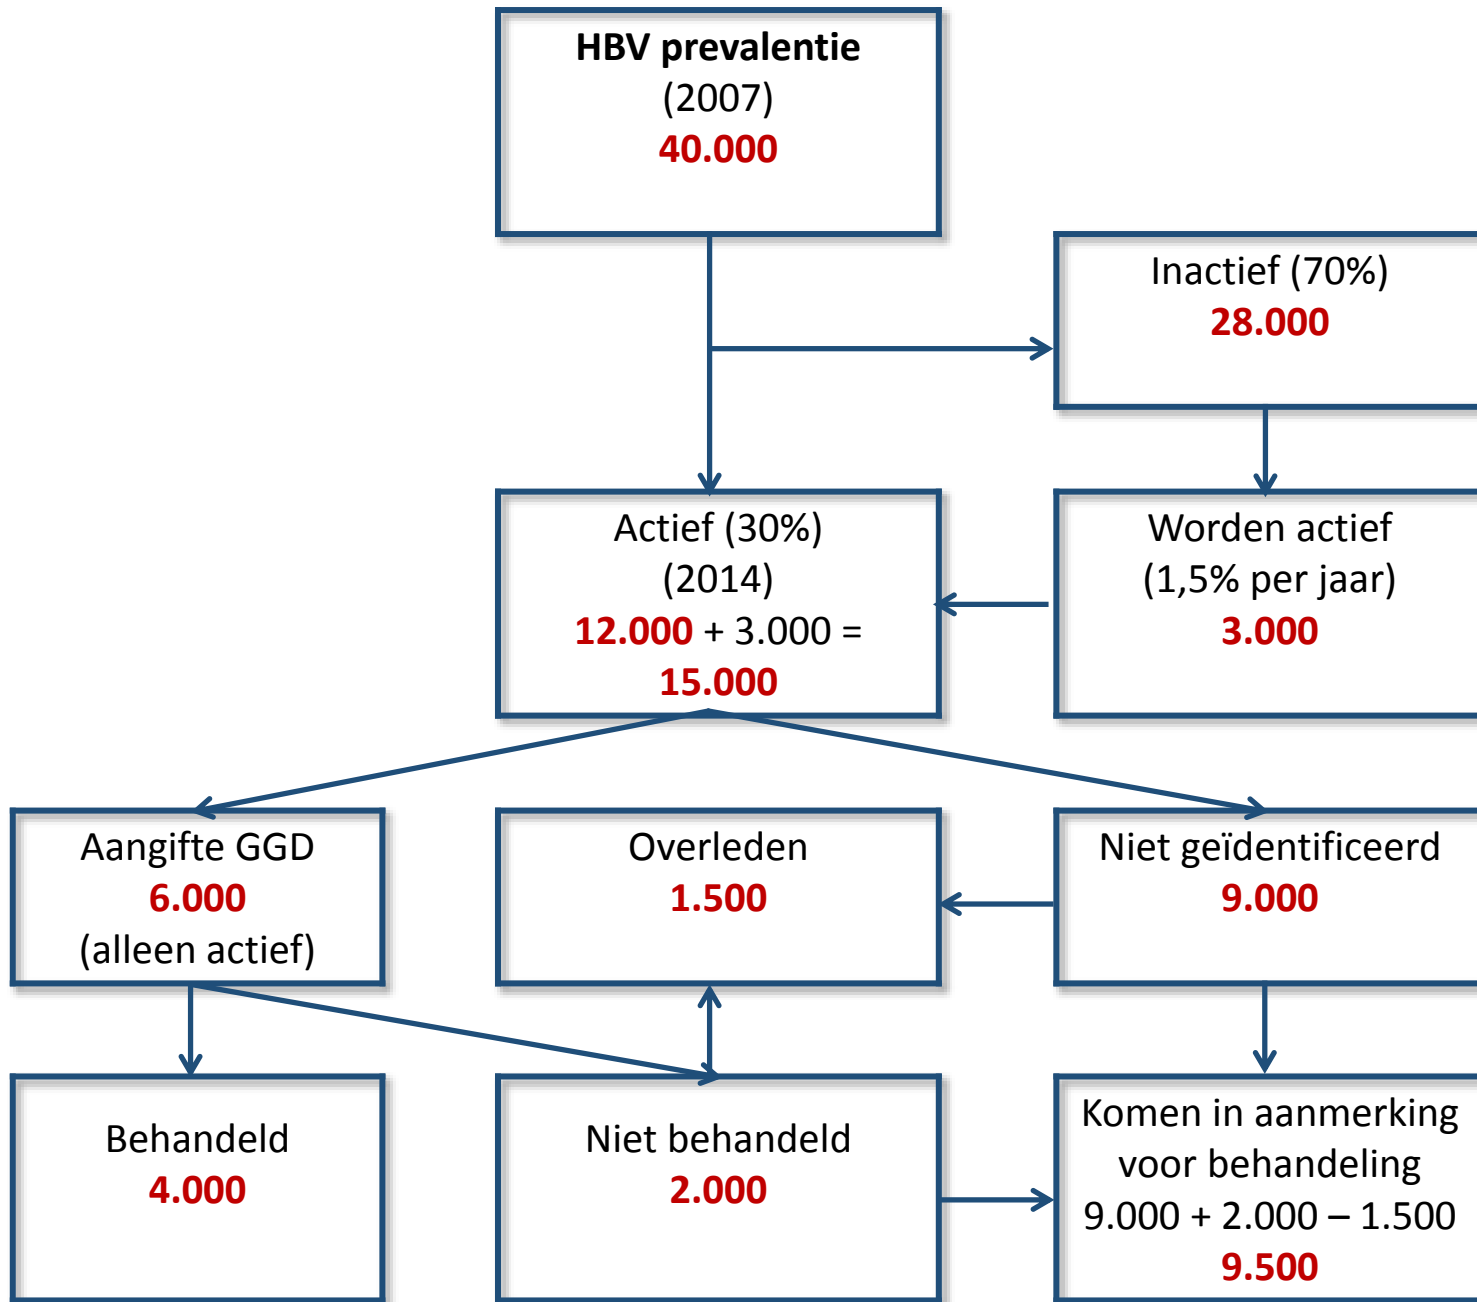 HBV prevalentie
(2007)
40.000
Inactief (70%)
28.000
Actief (30%)
(2014)
12.000 + 3.000 =
15.000
Worden actief
(1,5% per jaar)
3.000
Aangifte GGD
6.000
(alleen actief)
Overleden
1.500
Niet geïdentificeerd
9.000
Behandeld
4.000
Niet behandeld
2.000
Komen in aanmerking
voor behandeling
9.000 + 2.000 – 1.500
9.500